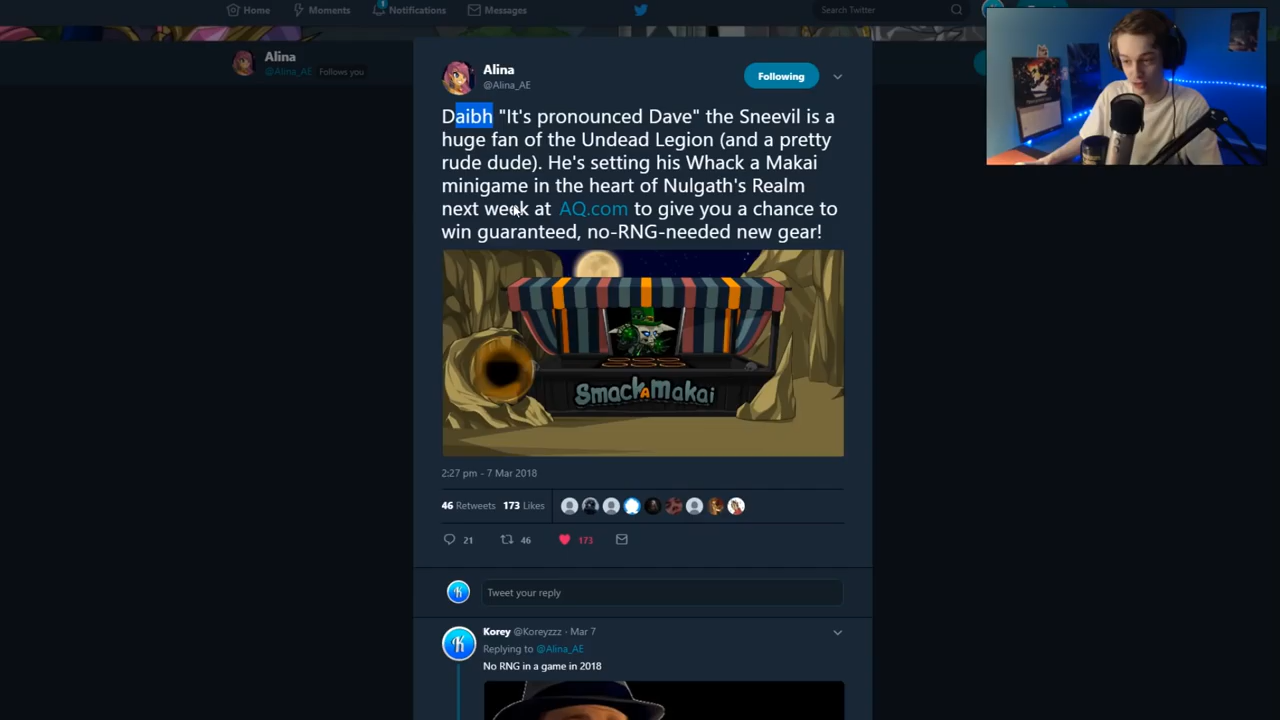 Home
Moments
1
Notifications
Messages
Search Twitter
Alina
@Alina_AE Follows you
Alina
@Alina_AE
Following
Daibh "It's pronounced Dave" the Sneevil is a
huge fan of the Undead Legion (and a pretty
rude dude). He's setting his Whack a Makai
minigame in the heart of Nulgath's Realm
next week at AQ.com to give you a chance to
win guaranteed, no-RNG-needed new gear!
Smack A Makai
2:27 pm - 7 Mar 2018
46 Retweets 173 Likes
21 46 173
Tweet your reply
Korey @Koreyzzz · Mar 7
Replying to @Alina_AE
No RNG in a game in 2018